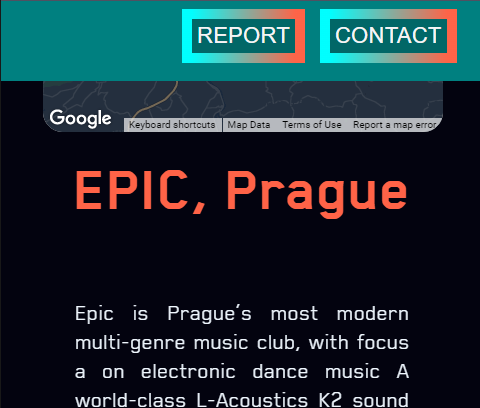 REPORT CONTACT
Google Keyboard shortcuts Map Data Terms of Use Report a map error
EPIC, Prague
Epic is Prague's most modern
multi-genre music club, with focus
a on electronic dance music A
world-class L-Acoustics K2 sound